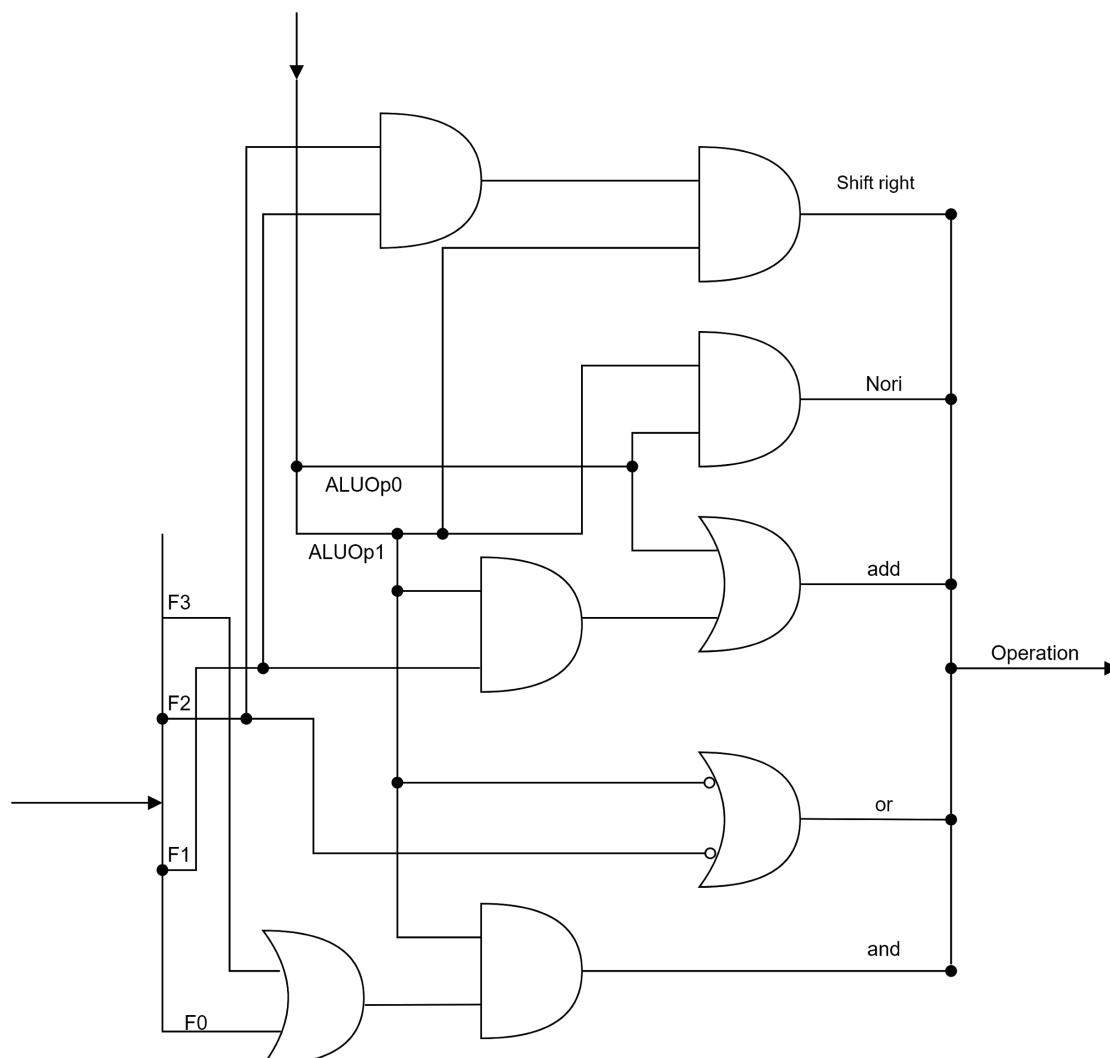 Shift right
Nori
ALUOp0
ALUOp1
add
F3
Operation
F2
or
F1
and
F0